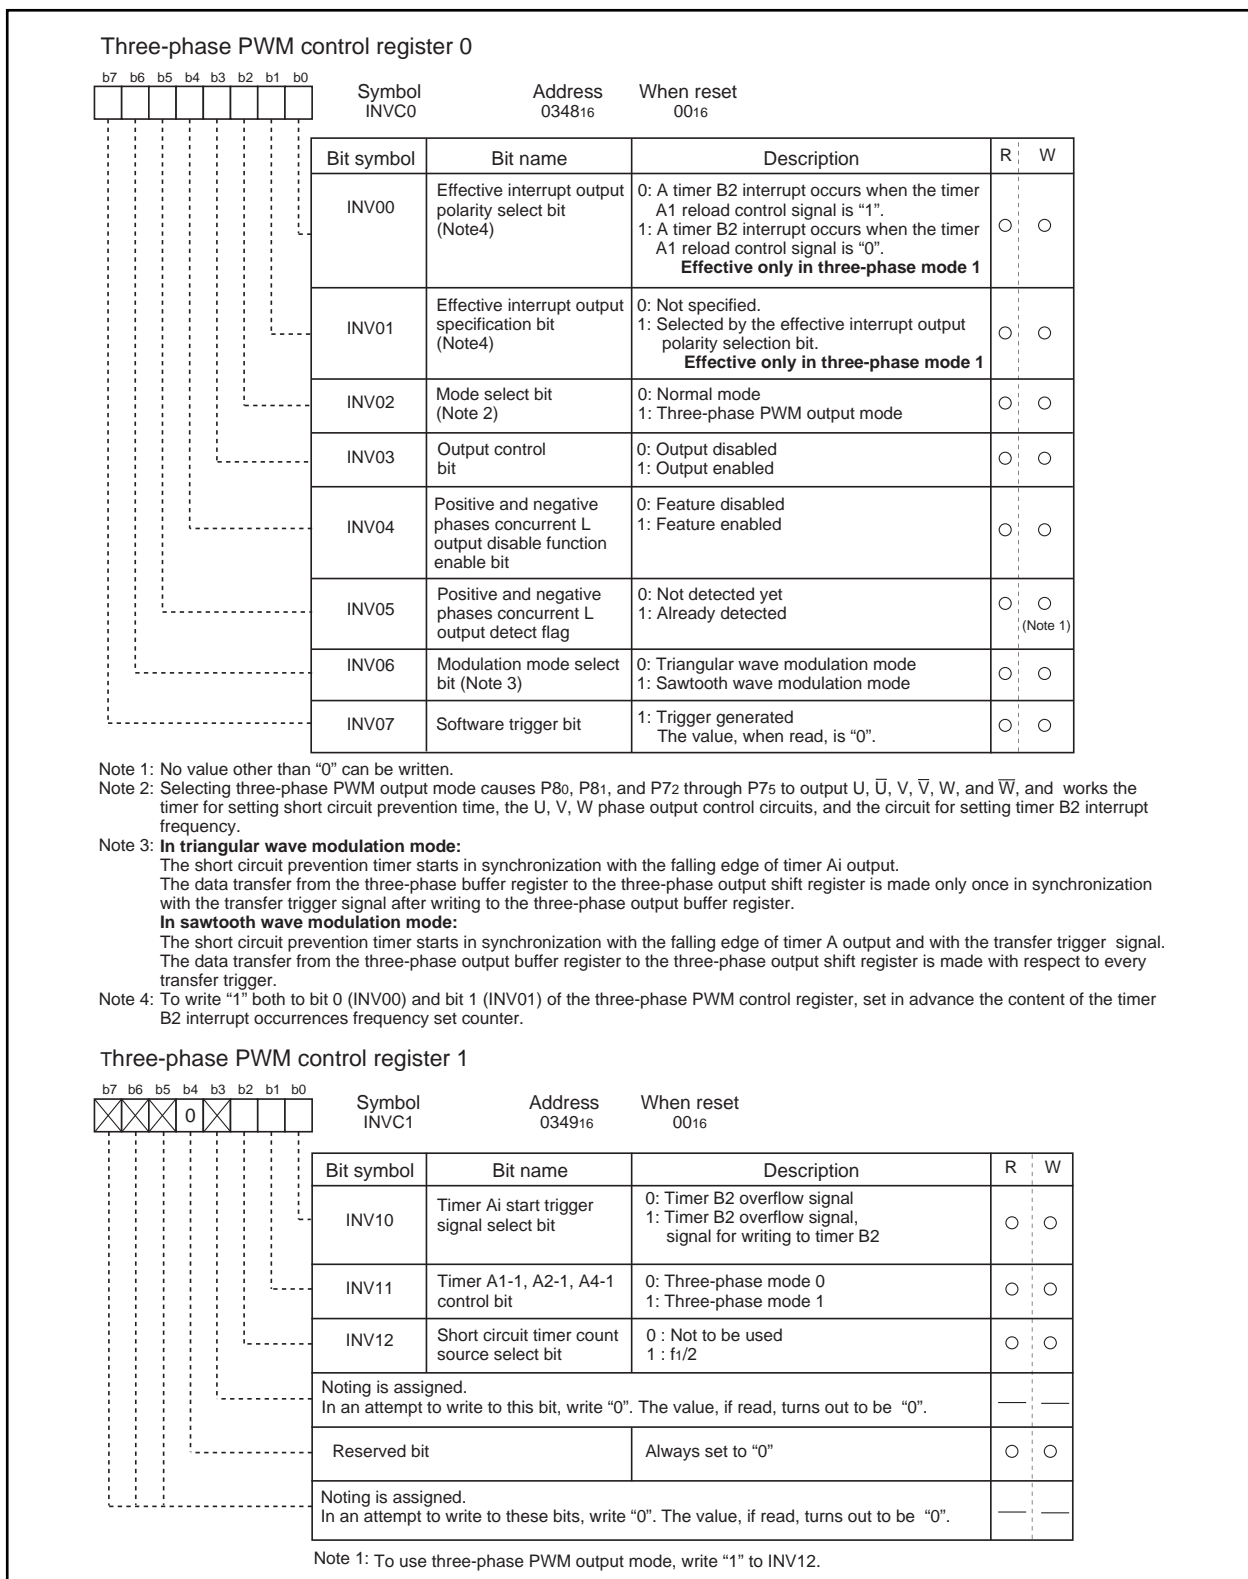 Three-phase PWM control register 0
b7 b6 b5 b4 b3 b2 b1 b0
Symbol Address When reset
INVC0 034816 0016
Bit symbol Bit name Description R W
INV00
Effective interrupt output
polarity select bit
(Note4)
0: A timer B2 interrupt occurs when the timer
A1 reload control signal is “1”.
1: A timer B2 interrupt occurs when the timer
A1 reload control signal is “0”.
Effective only in three-phase mode 1
INV01
Effective interrupt output
specification bit
(Note4)
0: Not specified.
1: Selected by the effective interrupt output
polarity selection bit.
Effective only in three-phase mode 1
INV02
Mode select bit
(Note 2)
0: Normal mode
1: Three-phase PWM output mode
INV03
Output control
bit
0: Output disabled
1: Output enabled
INV04
Positive and negative
phases concurrent L
output disable function
enable bit
0: Feature disabled
1: Feature enabled
INV05
Positive and negative
phases concurrent L
output detect flag
0: Not detected yet
1: Already detected
(Note 1)
INV06
Modulation mode select
bit (Note 3)
0: Triangular wave modulation mode
1: Sawtooth wave modulation mode
INV07
Software trigger bit
1: Trigger generated
The value, when read, is “0”.
Note 1: No value other than “0” can be written.
Note 2: Selecting three-phase PWM output mode causes P80, P81, and P72 through P75 to output U, U̅, V, V̅, W, and W̅, and works the
timer for setting short circuit prevention time, the U, V, W phase output control circuits, and the circuit for setting timer B2 interrupt
frequency.
Note 3: In triangular wave modulation mode:
The short circuit prevention timer starts in synchronization with the falling edge of timer Ai output.
The data transfer from the three-phase buffer register to the three-phase output shift register is made only once in synchronization
with the transfer trigger signal after writing to the three-phase output buffer register.
In sawtooth wave modulation mode:
The short circuit prevention timer starts in synchronization with the falling edge of timer A output and with the transfer trigger signal.
The data transfer from the three-phase output buffer register to the three-phase output shift register is made with respect to every
transfer trigger.
Note 4: To write “1” both to bit 0 (INV00) and bit 1 (INV01) of the three-phase PWM control register, set in advance the content of the timer
B2 interrupt occurrences frequency set counter.
Three-phase PWM control register 1
b7 b6 b5 b4 b3 b2 b1 b0
0
Symbol Address When reset
INVC1 034916 0016
Bit symbol Bit name Description R W
INV10
Timer Ai start trigger
signal select bit
0: Timer B2 overflow signal
1: Timer B2 overflow signal,
signal for writing to timer B2
INV11
Timer A1-1, A2-1, A4-1
control bit
0: Three-phase mode 0
1: Three-phase mode 1
INV12
Short circuit timer count
source select bit
0 : Not to be used
1 : f1/2
Noting is assigned.
In an attempt to write to this bit, write “0”. The value, if read, turns out to be “0”.
Reserved bit
Always set to “0”
Noting is assigned.
In an attempt to write to these bits, write “0”. The value, if read, turns out to be “0”.
Note 1: To use three-phase PWM output mode, write “1” to INV12.